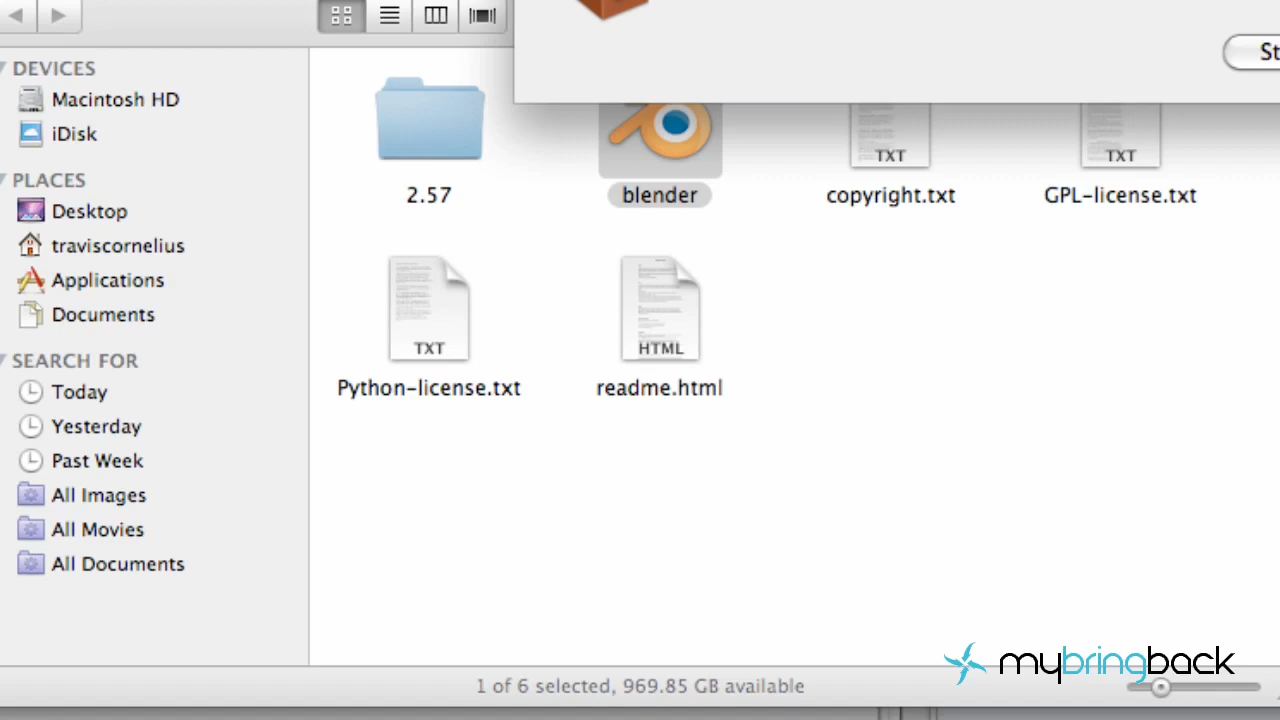 St
DEVICES
Macintosh HD
iDisk
PLACES
Desktop
traviscornelius
Applications
Documents
SEARCH FOR
Today
Yesterday
Past Week
All Images
All Movies
All Documents
TXT
TXT
2.57
blender
copyright.txt
GPL-license.txt
TXT
HTML
Python-license.txt
readme.html
mybringback
1 of 6 selected, 969.85 GB available